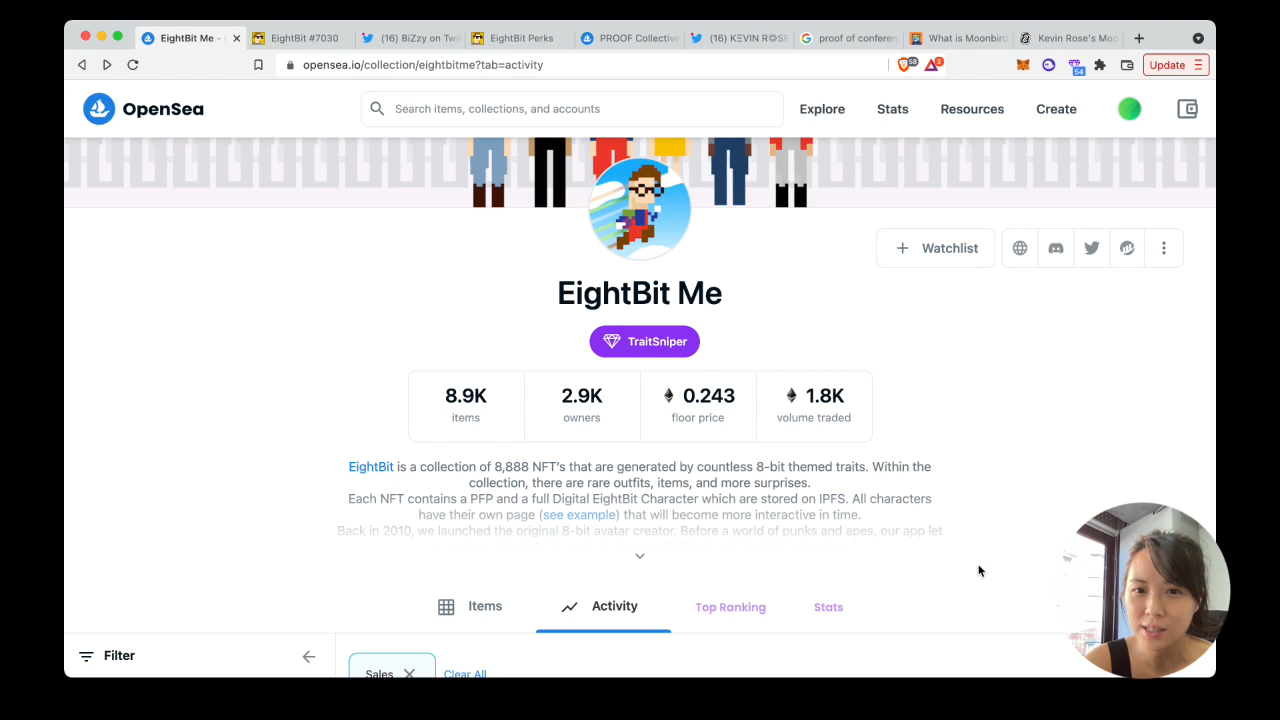 EightBit Me -
EightBit #7030
(16) BiZzy on Twi
EightBit Perks
PROOF Collective
(16) KΞVIN R
proof of conferen
What is Moonbird
Kevin Rose's Moo
opensea.io/collection/eightbitme?tab=activity
58
3
54
Update
OpenSea
Search items, collections, and accounts
Explore
Stats
Resources
Create
Watchlist
EightBit Me
TraitSniper
8.9K
2.9K
0.243
1.8K
items
owners
floor price
volume traded
EightBit is a collection of 8,888 NFT's that are generated by countless 8-bit themed traits. Within the
collection, there are rare outfits, items, and more surprises.
Each NFT contains a PFP and a full Digital EightBit Character which are stored on IPFS. All characters
have their own page (see example) that will become more interactive in time.
Back in 2010, we launched the original 8-bit avatar creator. Before a world of punks and apes, our app let
Items
Activity
Top Ranking
Stats
Filter
Sales
Clear All